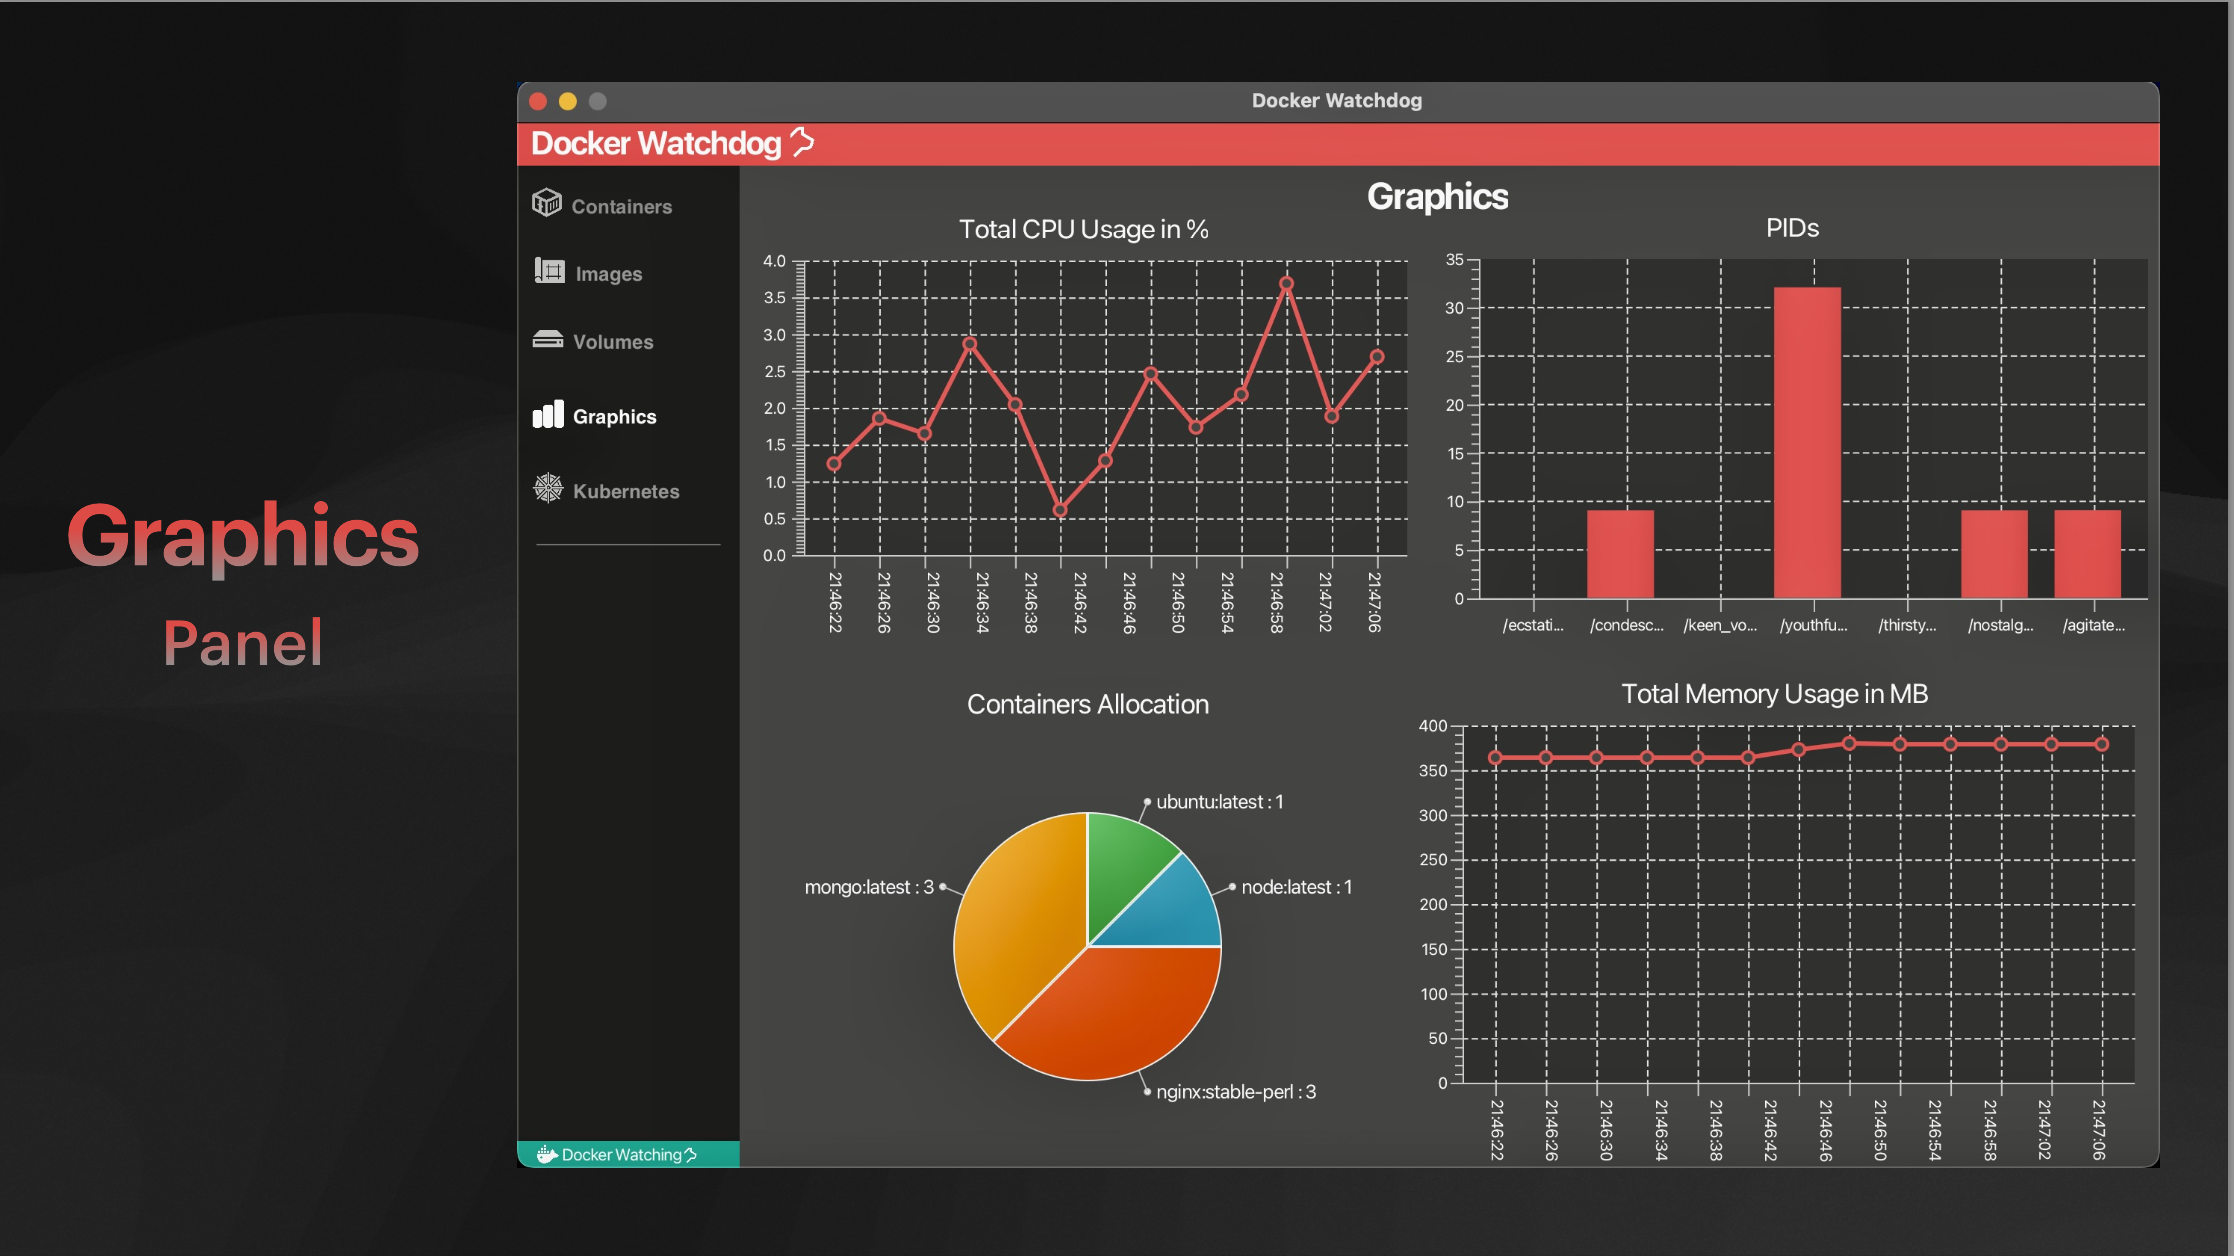 Graphics
Panel
Docker Watchdog
Docker Watchdog
Containers
Images
Volumes
Graphics
Kubernetes
Docker Watching
Graphics
Total CPU Usage in %
4.0
3.5
3.0
2.5
2.0
1.5
1.0
0.5
0.0
21:46:22
21:46:26
21:46:30
21:46:34
21:46:38
21:46:42
21:46:46
21:46:50
21:46:54
21:46:58
21:47:02
21:47:06
PIDs
35
30
25
20
15
10
5
0
/ecstati...
/condesc...
/keen_vo...
/youthfu...
/thirsty...
/nostalg...
/agitate...
Containers Allocation
ubuntu:latest : 1
node:latest : 1
mongo:latest : 3
nginx:stable-perl : 3
Total Memory Usage in MB
400
350
300
250
200
150
100
50
0
21:46:22
21:46:26
21:46:30
21:46:34
21:46:38
21:46:42
21:46:46
21:46:50
21:46:54
21:46:58
21:47:02
21:47:06